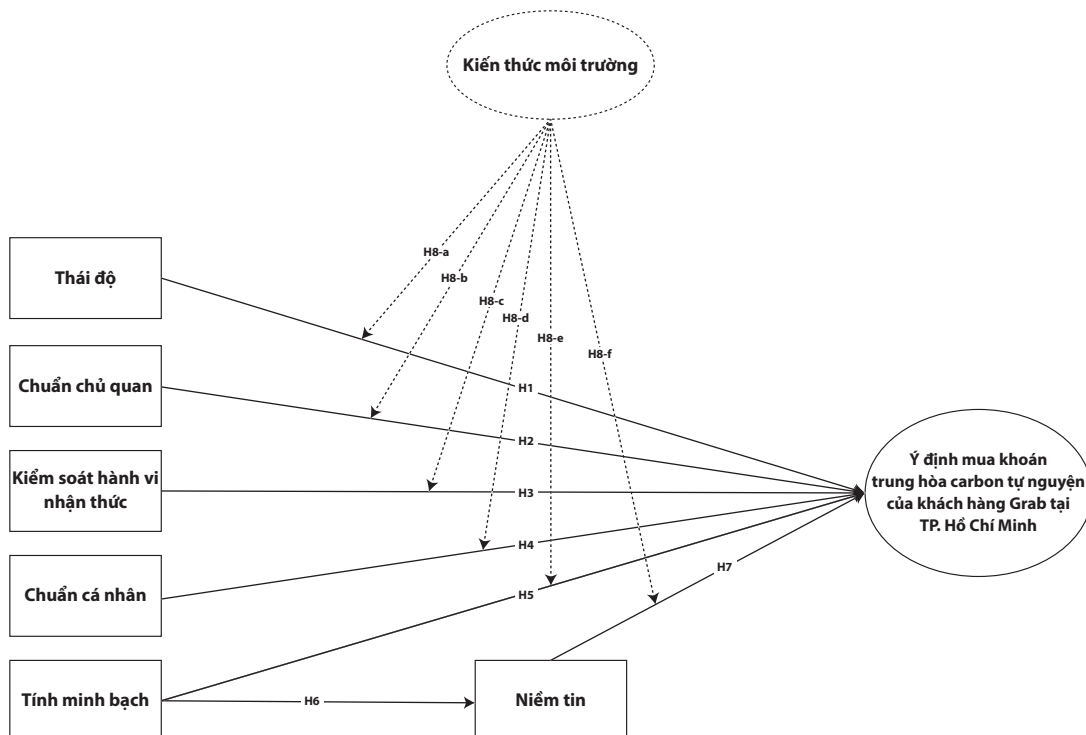 Kiến thức môi trường
H8-a
H8-b
H8-c
H8-d
H8-e
H8-f
Thái độ
H1
Chuẩn chủ quan
H2
Kiểm soát hành vi
nhận thức
H3
Ý định mua khoán
trung hòa carbon tự nguyện
của khách hàng Grab tại
TP. Hồ Chí Minh
H4
H7
Chuẩn cá nhân
H5
Tính minh bạch
H6
Niềm tin